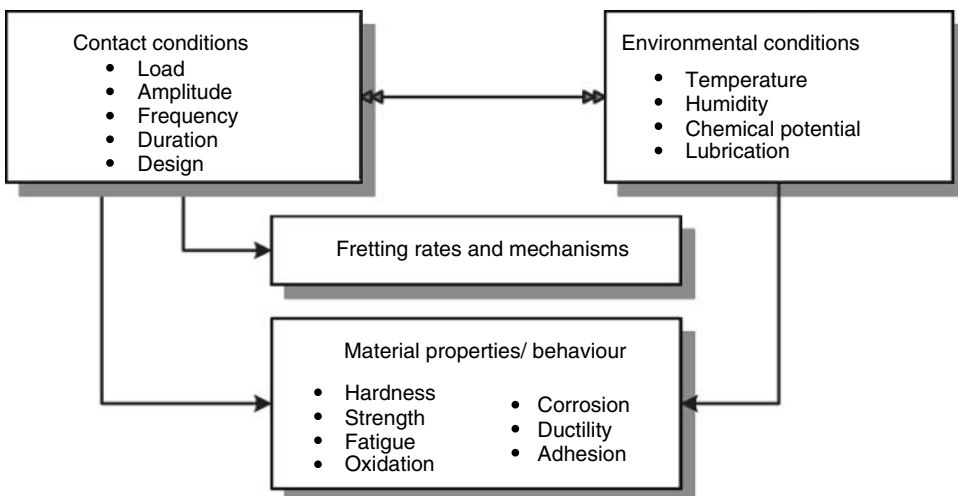 Contact conditions
• Load
• Amplitude
• Frequency
• Duration
• Design
Environmental conditions
• Temperature
• Humidity
• Chemical potential
• Lubrication
Fretting rates and mechanisms
Material properties/ behaviour
• Hardness
• Strength
• Fatigue
• Oxidation
• Corrosion
• Ductility
• Adhesion